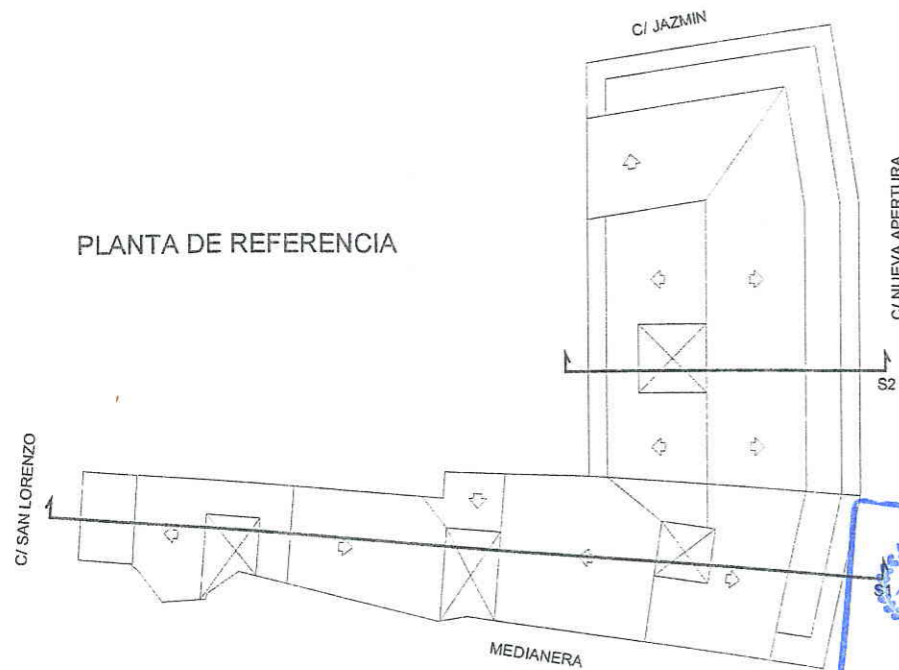 C/ JAZMIN
PLANTA DE REFERENCIA
C/ NUEVA APERTURA
S2
C/ SAN LORENZO
S1
MEDIANERA